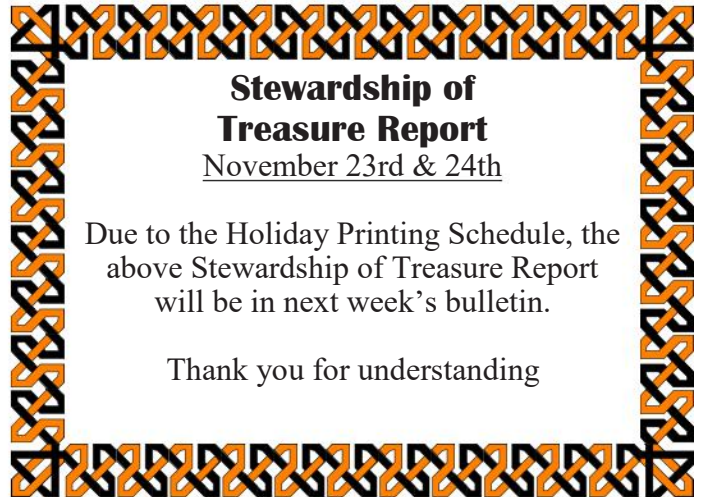 Stewardship of
Treasure Report
November 23rd & 24th
Due to the Holiday Printing Schedule, the
above Stewardship of Treasure Report
will be in next week’s bulletin.
Thank you for understanding